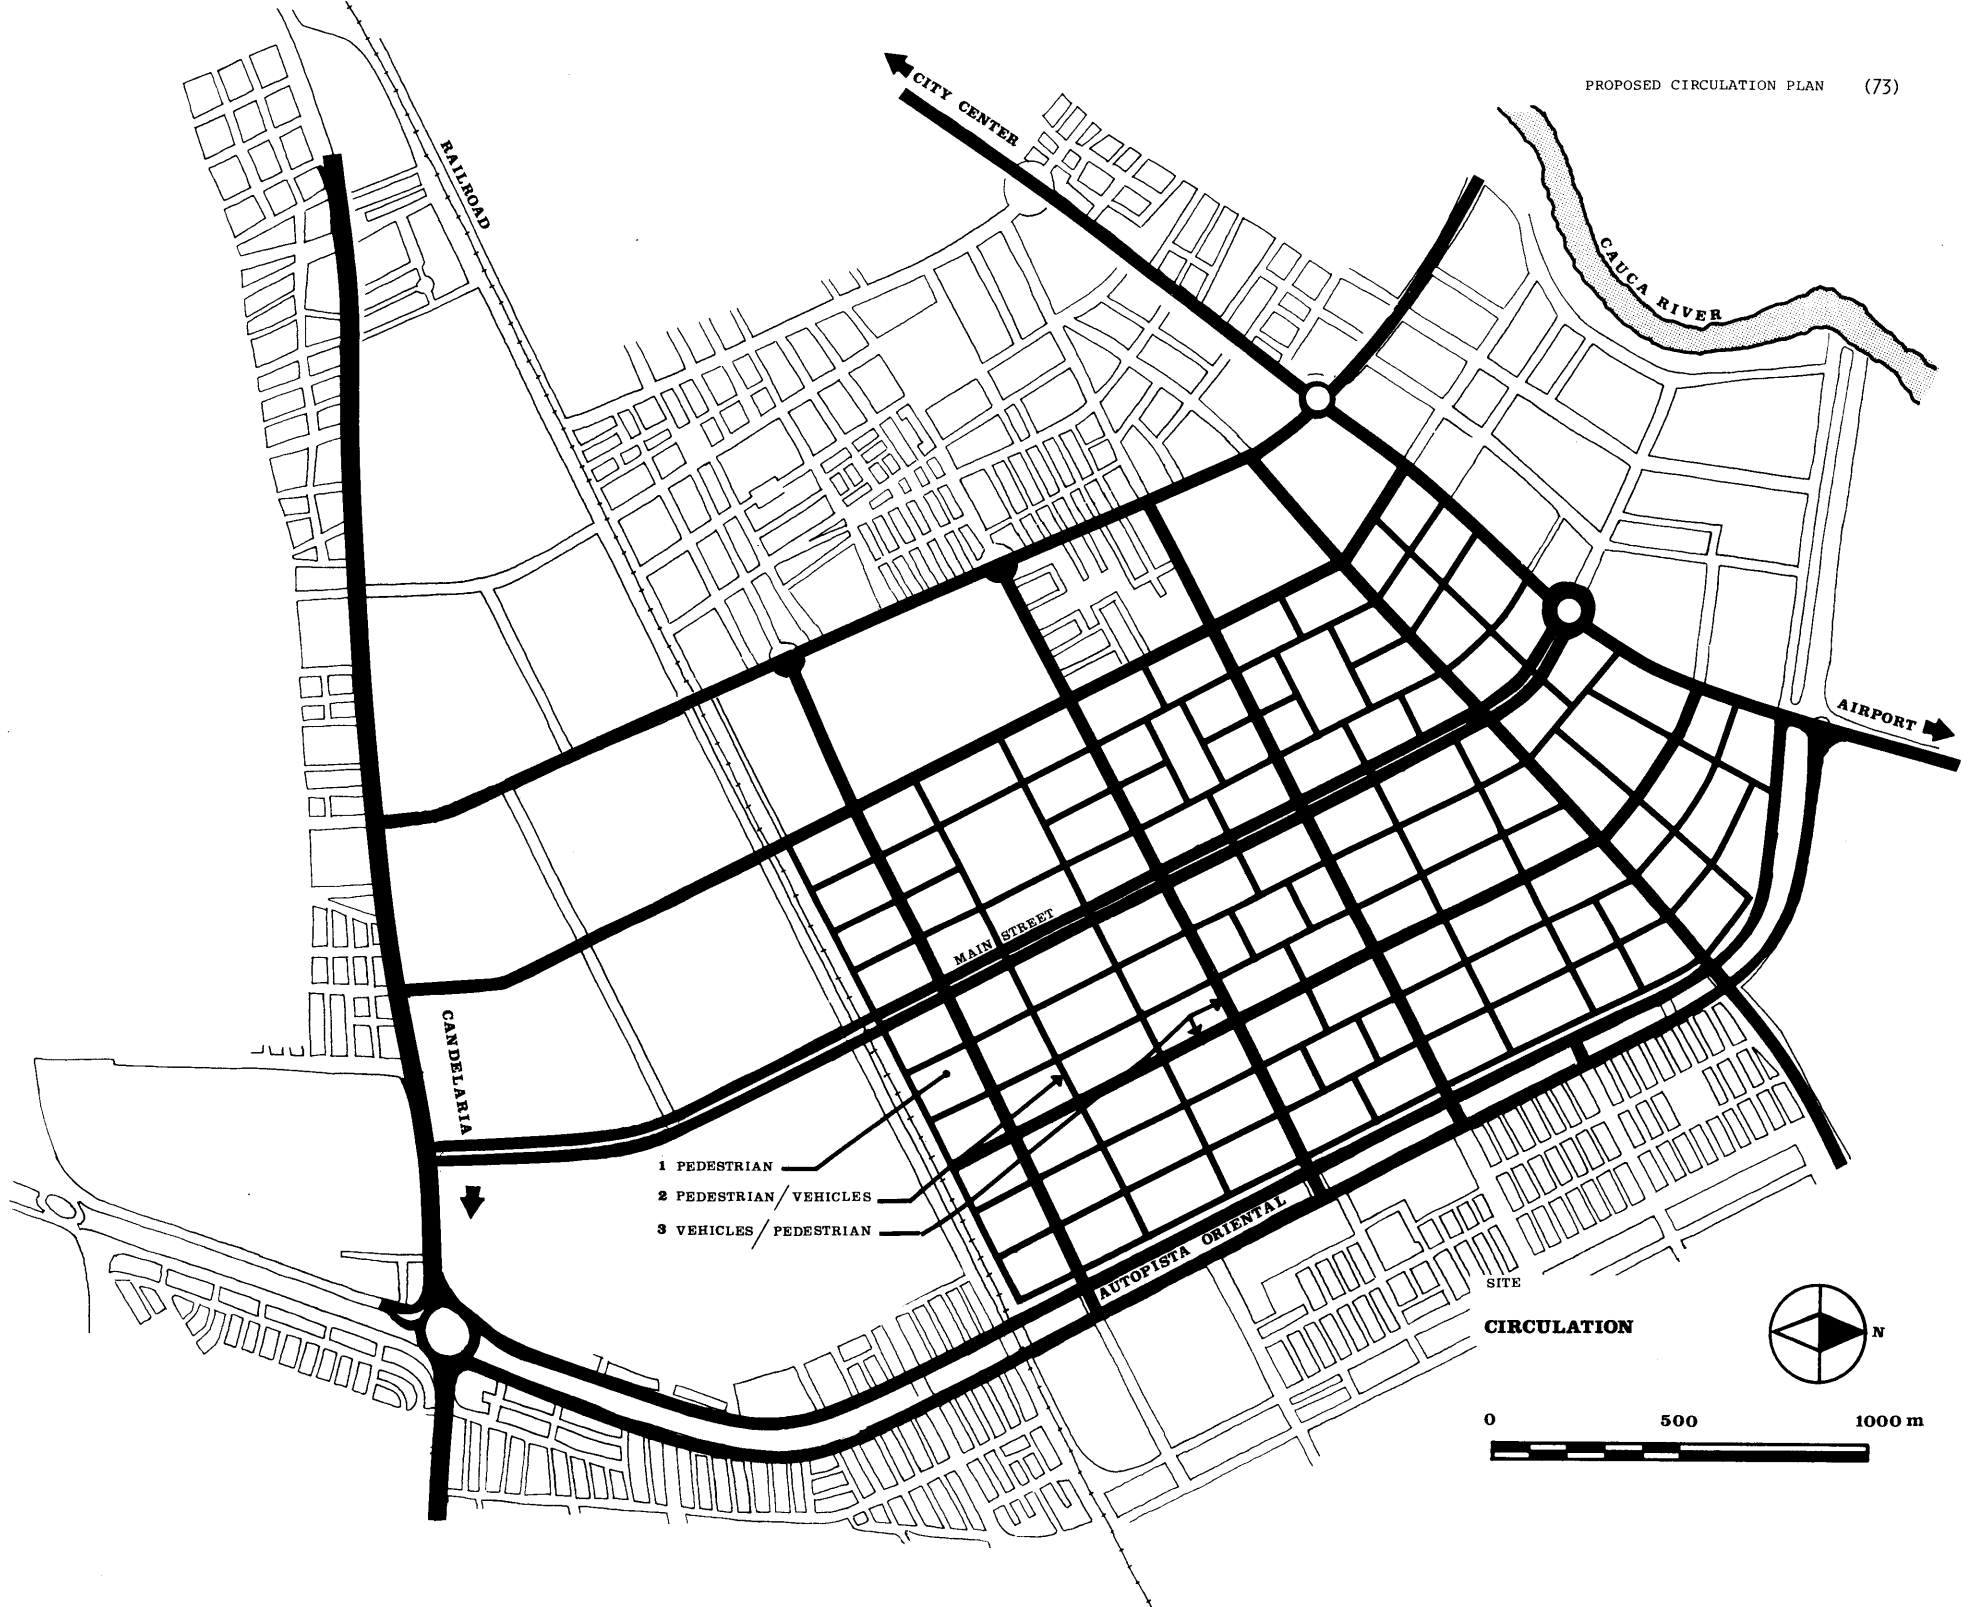 PROPOSED CIRCULATION PLAN (73)
CITY CENTER
RAILROAD
CAUCA RIVER
AIRPORT
MAIN STREET
CANDELARIA
1 PEDESTRIAN
2 PEDESTRIAN/VEHICLES
3 VEHICLES/PEDESTRIAN
AUTOPISTA ORIENTAL
SITE
CIRCULATION
N
0 500 1000 m